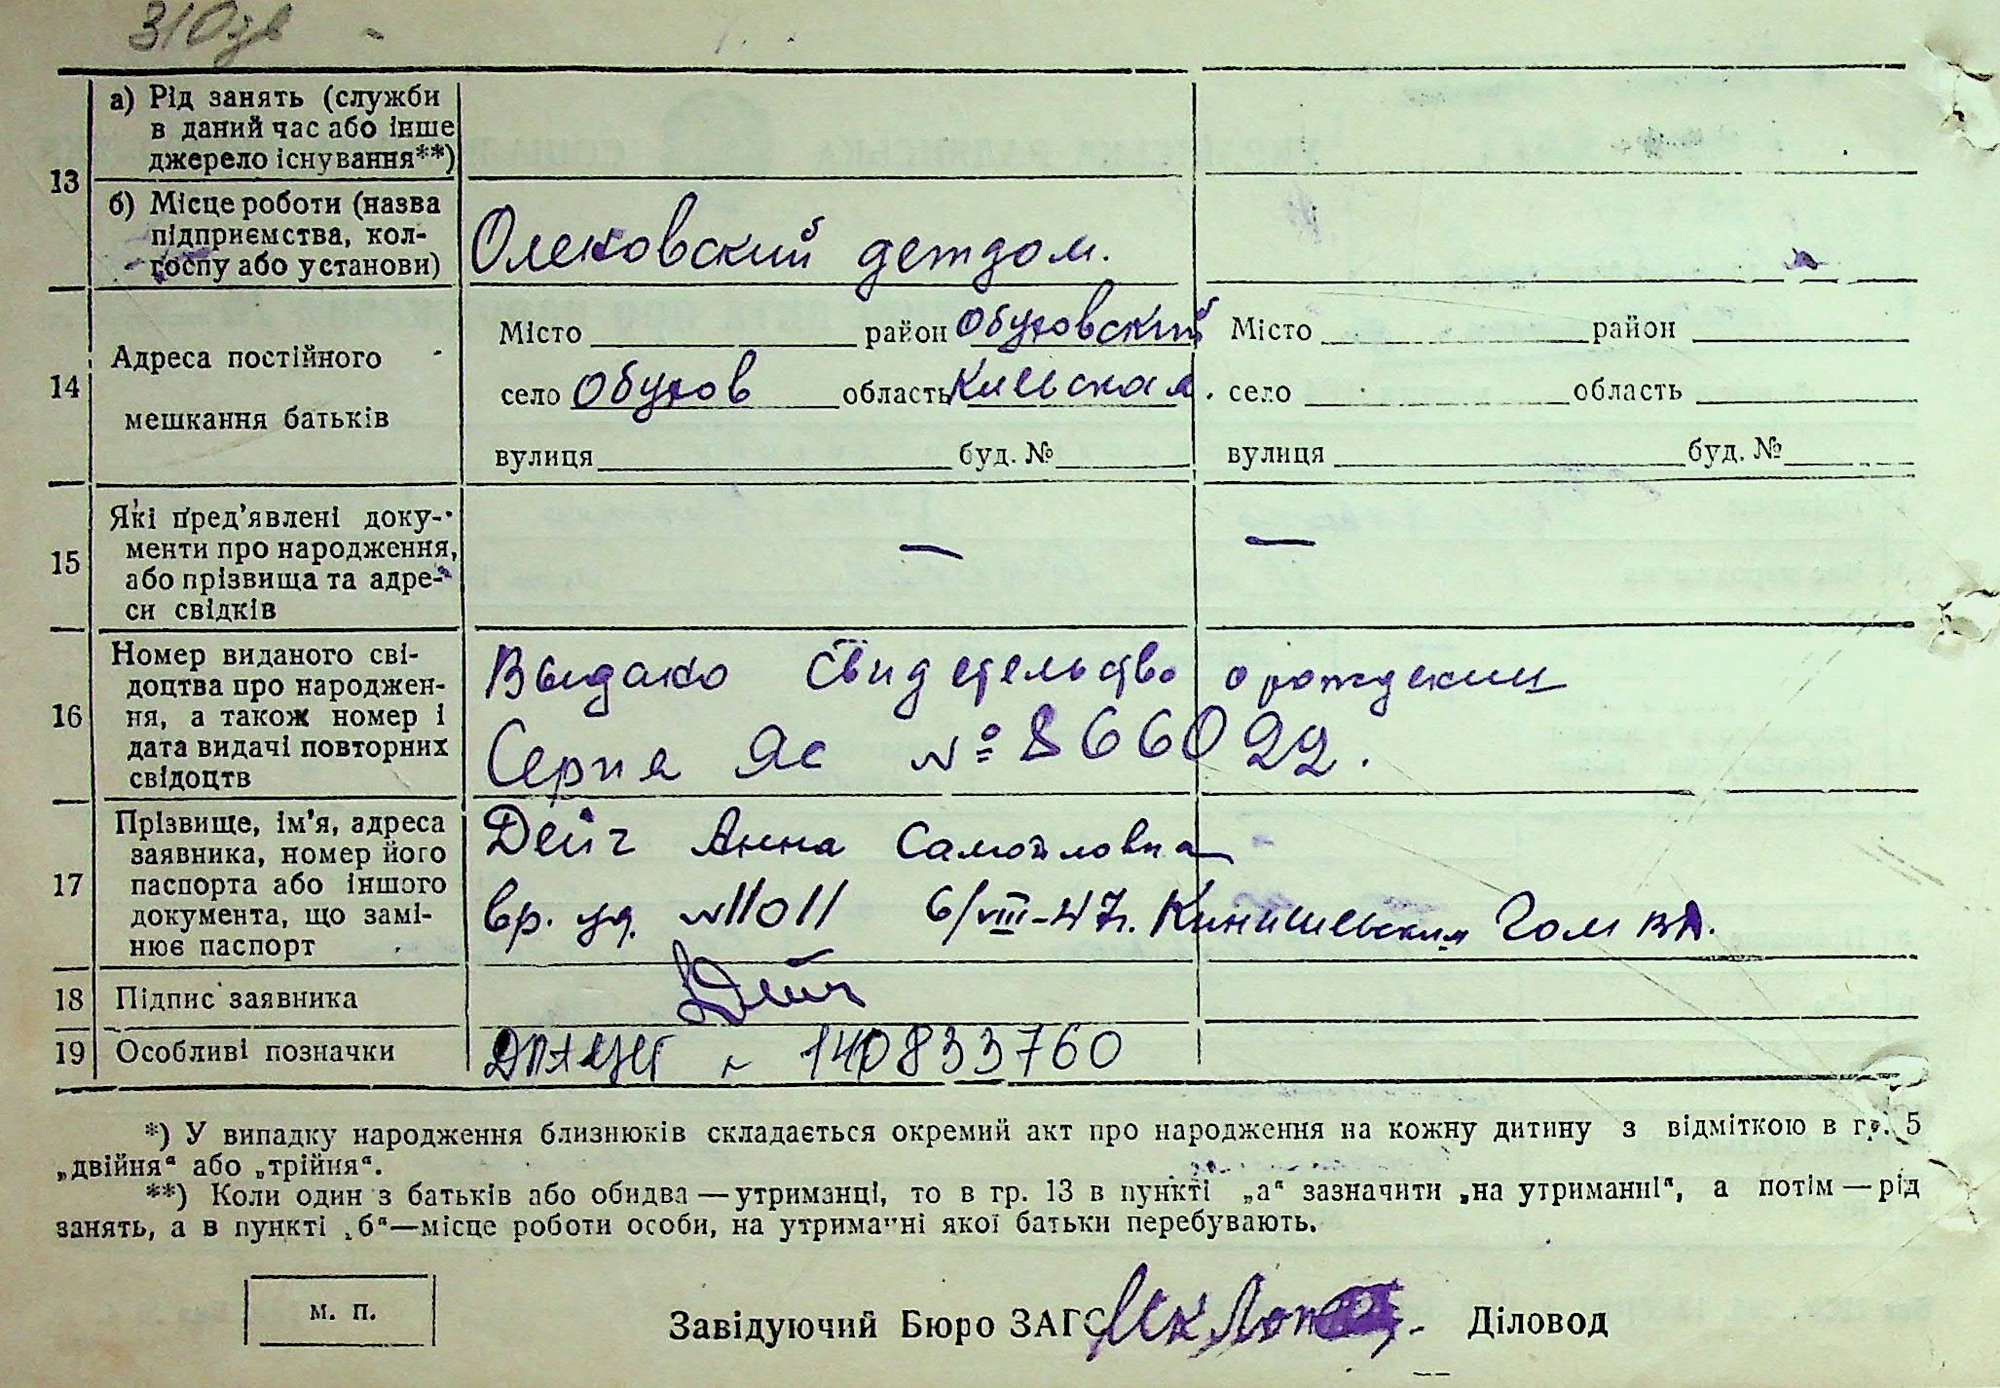 310зв
13 а) Рід занять (служби
в даний час або інше
джерело існування**)
б) Місце роботи (назва
підприємства, кол-
госпу або установи)
Олековский детдом.
14 Адреса постійного
мешкання батьків
Місто район Обуховский Місто район
село Обухов область Киевская. село область
вулиця буд. № вулиця буд. №
15 Які пред'явлені доку-
менти про народження,
або прізвища та адре-
си свідків
— —
16 Номер виданого сві-
доцтва про народжен-
ня, а також номер і
дата видачі повторних
свідоцтв
Выдано Свидетельство о рождении
Серия Яс № 866022.
17 Прізвище, ім'я, адреса
заявника, номер його
паспорта або іншого
документа, що замі-
нює паспорт
Дейч Анна Самойловна
вр. уд. №11011 6/VIII-47г.
18 Підпис заявника
Дейч
19 Особливі позначки
140833760
*) У випадку народження близнюків складається окремий акт про народження на кожну дитину з відміткою в гр. 5
„двійня“ або „трійня“.
**) Коли один з батьків або обидва — утриманці, то в гр. 13 в пункті „а“ зазначити „на утриманні“, а потім — рід
занять, а в пункті „б“—місце роботи особи, на утриманні якої батьки перебувають.
м. п.
Завідуючий Бюро ЗАГС Діловод